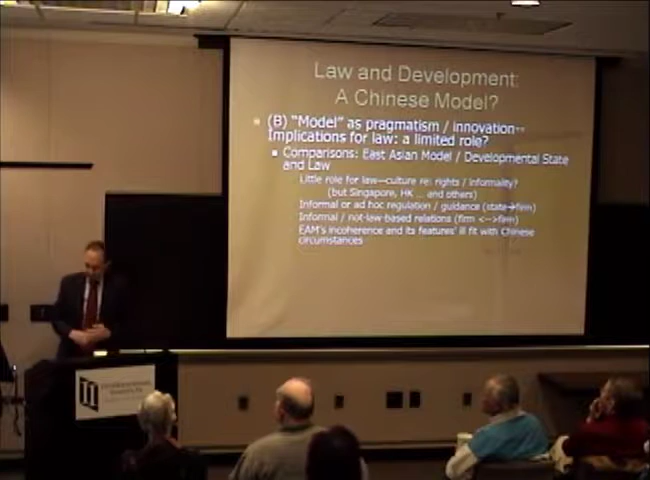 Law and Development:
A Chinese Model?
(B) "Model" as pragmatism / innovation--
Implications for law: a limited role?
Comparisons: East Asian Model / Developmental State
and Law
Little role for law—culture re: rights / informality?
(but Singapore, HK ... and others)
Informal or ad hoc regulation / guidance (state→firm)
Informal / not-law-based relations (firm <-->firm)
EAM's incoherence and its features' ill fit with Chinese
circumstances